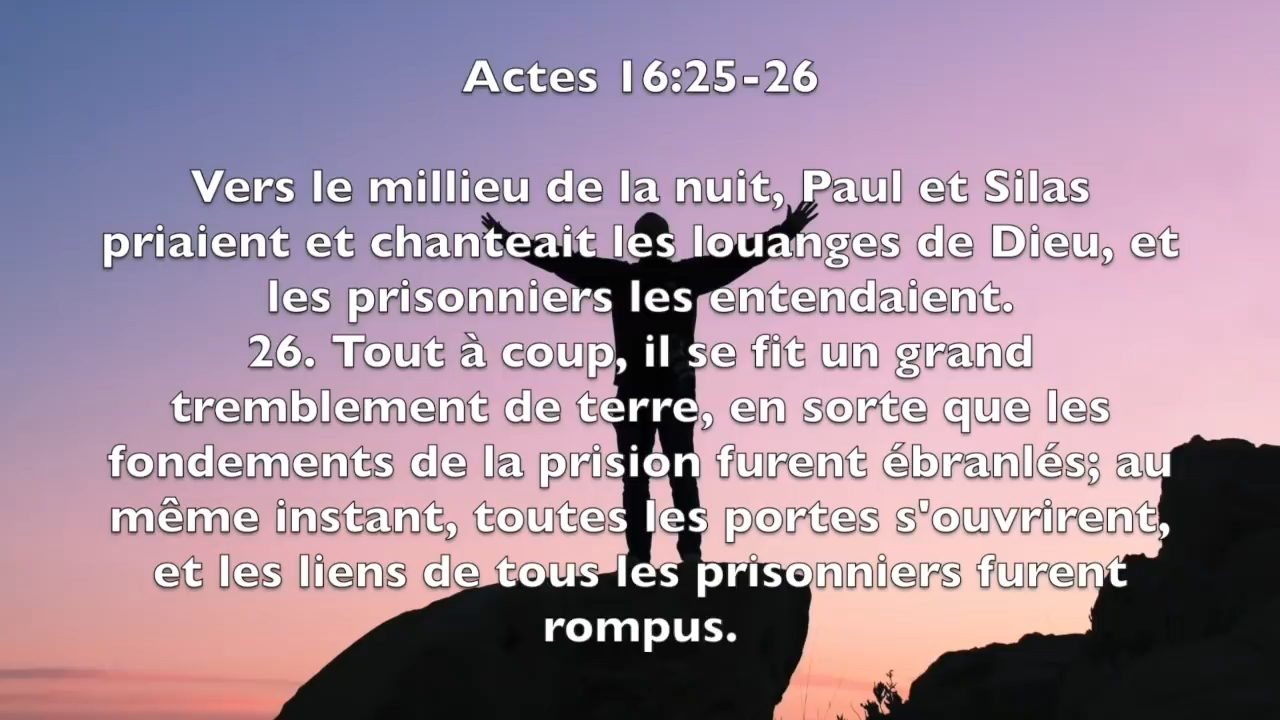 Actes 16:25-26
Vers le millieu de la nuit, Paul et Silas
priaient et chanteait les louanges de Dieu, et
les prisonniers les entendaient.
26. Tout à coup, il se fit un grand
tremblement de terre, en sorte que les
fondements de la prision furent ébranlés; au
même instant, toutes les portes s'ouvrirent,
et les liens de tous les prisonniers furent
rompus.